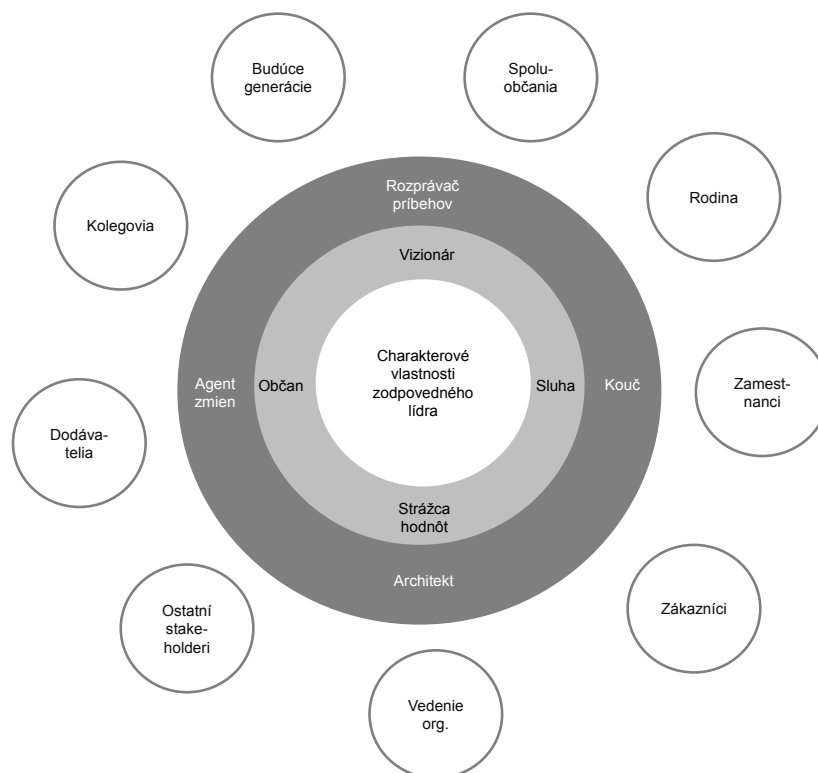 Budúce
generácie
Spolu-
občania
Kolegovia
Rodina
Rozprávač
príbehov
Vizionár
Charakterové
vlastnosti
zodpovedného
lídra
Agent
zmien
Občan
Sluha
Kouč
Zamest-
nanci
Dodáva-
telia
Strážca
hodnôt
Architekt
Ostatní
stake-
holderi
Zákazníci
Vedenie
org.